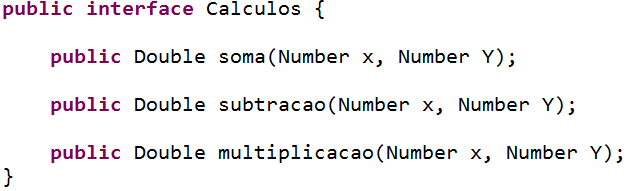 public interface Calculos {
public Double soma(Number x, Number Y);
public Double subtracao(Number x, Number Y);
public Double multiplicacao(Number x, Number Y);
}